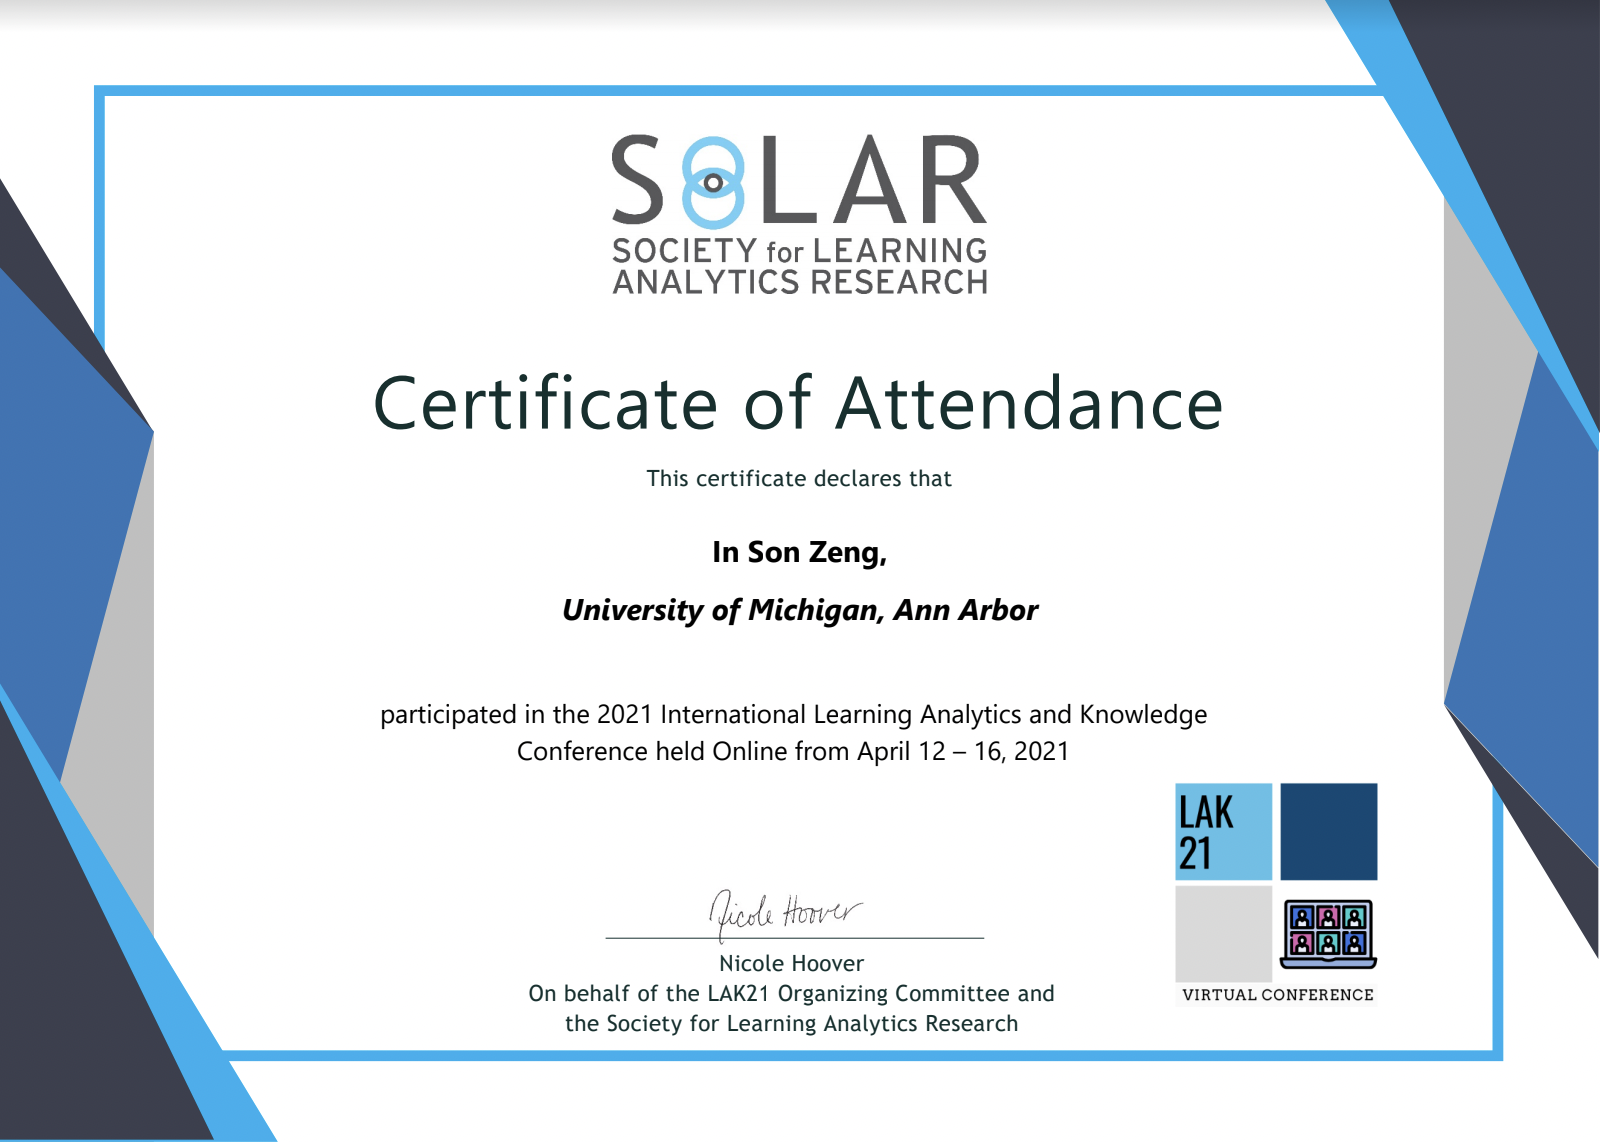 SOLAR
SOCIETY for LEARNING
ANALYTICS RESEARCH
Certificate of Attendance
This certificate declares that
In Son Zeng,
University of Michigan, Ann Arbor
participated in the 2021 International Learning Analytics and Knowledge
Conference held Online from April 12 – 16, 2021
LAK
21
VIRTUAL CONFERENCE
Nicole Hoover
Nicole Hoover
On behalf of the LAK21 Organizing Committee and
the Society for Learning Analytics Research